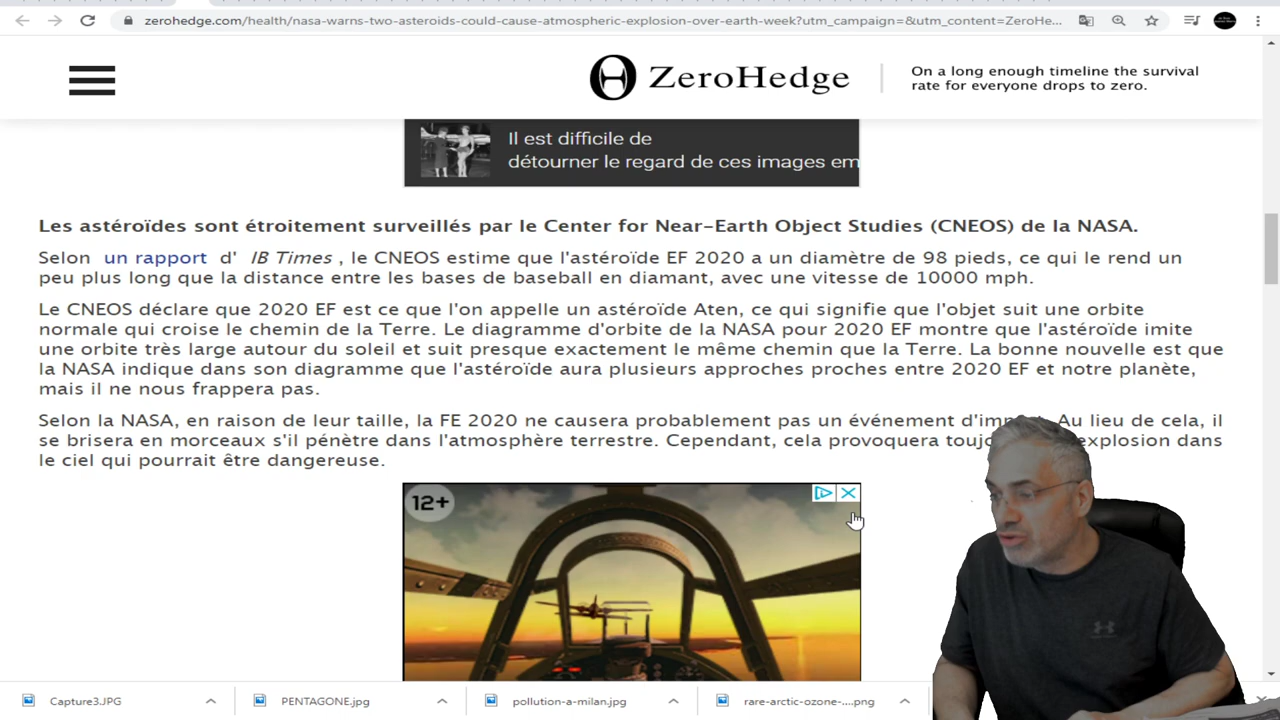 zerohedge.com/health/nasa-warns-two-asteroids-could-cause-atmospheric-explosion-over-earth-week?utm_campaign=&utm_content=ZeroHe...
ZeroHedge
On a long enough timeline the survival
rate for everyone drops to zero.
Il est difficile de
détourner le regard de ces images em
Les astéroïdes sont étroitement surveillés par le Center for Near-Earth Object Studies (CNEOS) de la NASA.
Selon un rapport d' IB Times , le CNEOS estime que l'astéroïde EF 2020 a un diamètre de 98 pieds, ce qui le rend un
peu plus long que la distance entre les bases de baseball en diamant, avec une vitesse de 10000 mph.
Le CNEOS déclare que 2020 EF est ce que l'on appelle un astéroïde Aten, ce qui signifie que l'objet suit une orbite
normale qui croise le chemin de la Terre. Le diagramme d'orbite de la NASA pour 2020 EF montre que l'astéroïde imite
une orbite très large autour du soleil et suit presque exactement le même chemin que la Terre. La bonne nouvelle est que
la NASA indique dans son diagramme que l'astéroïde aura plusieurs approches proches entre 2020 EF et notre planète,
mais il ne nous frappera pas.
Selon la NASA, en raison de leur taille, la FE 2020 ne causera probablement pas un événement Au lieu de cela, il
se brisera en morceaux s'il pénètre dans l'atmosphère terrestre. Cependant, cela provoquera explosion dans
le ciel qui pourrait être dangereuse.
12+
Capture3.JPG
PENTAGONE.jpg
pollution-a-milan.jpg
rare-arctic-ozone-....png